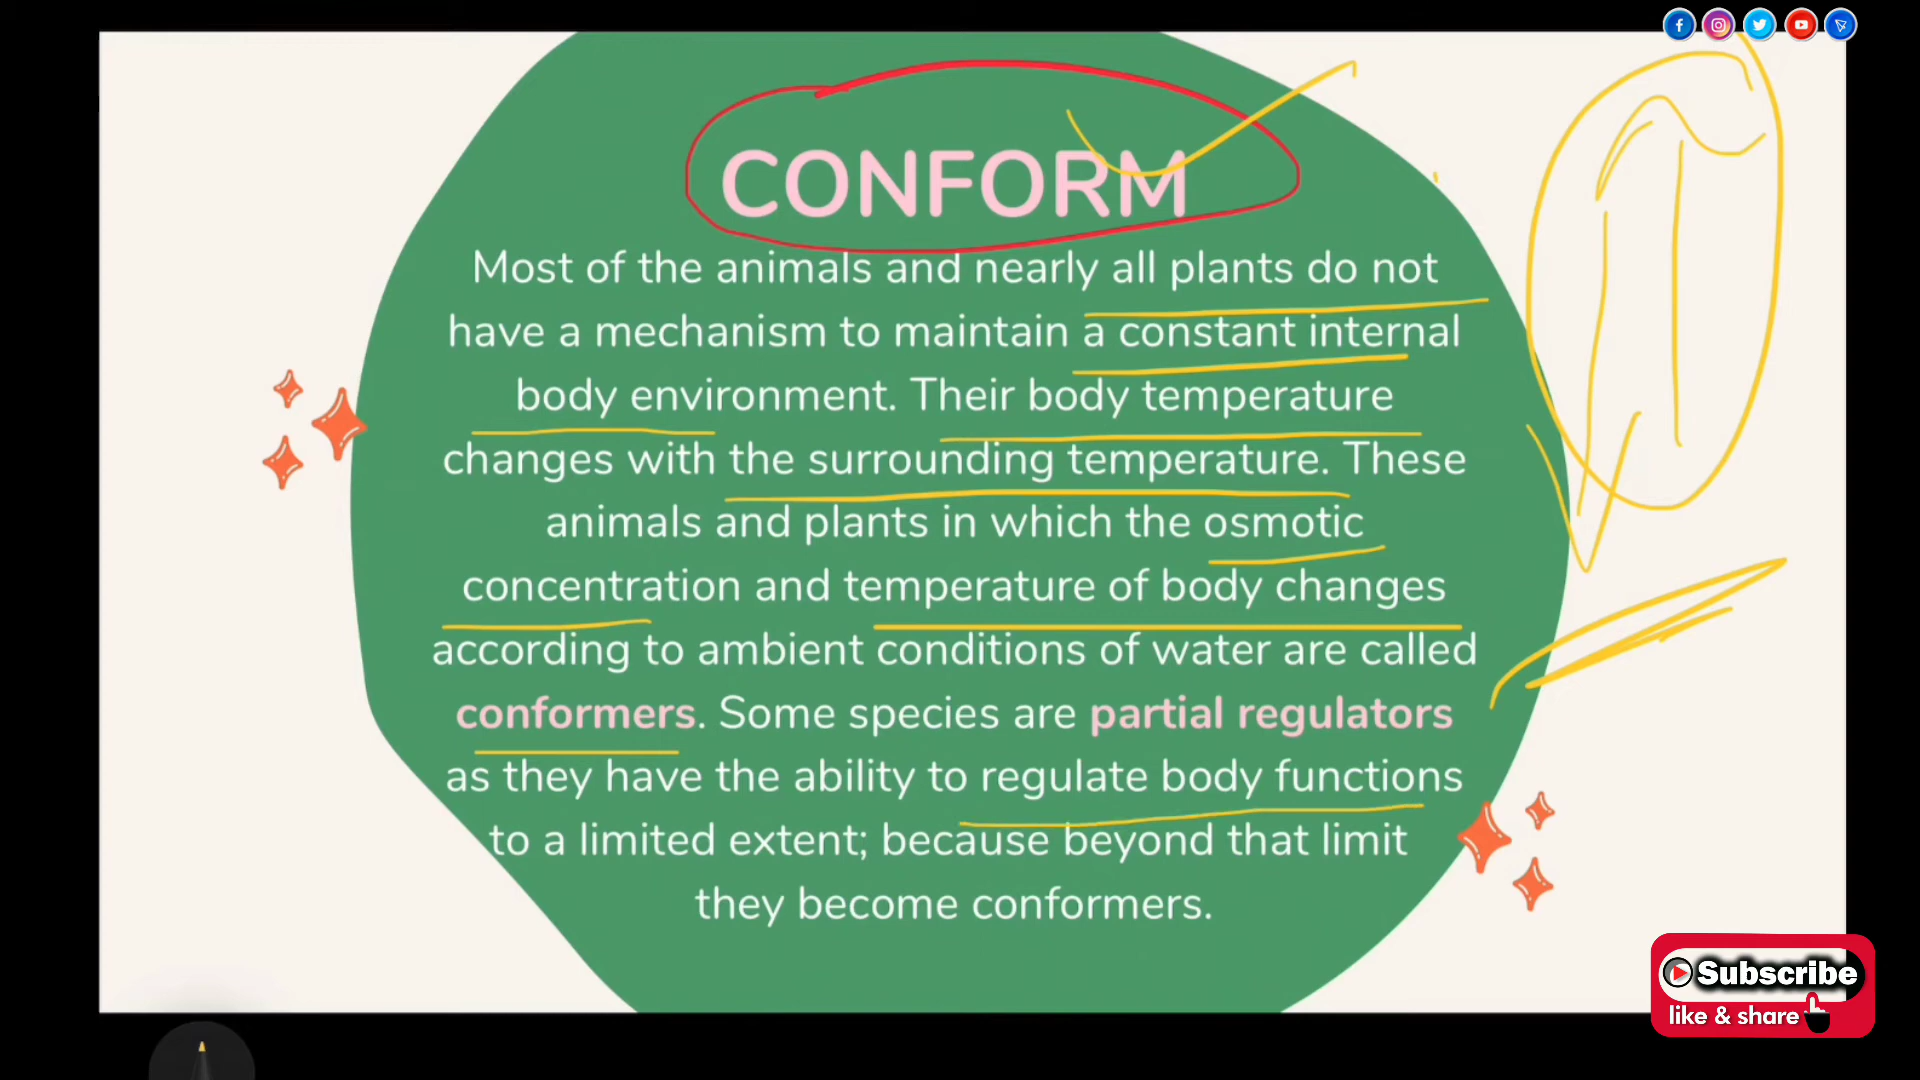 CONFORM
Most of the animals and nearly all plants do not
have a mechanism to maintain a constant internal
body environment. Their body temperature
changes with the surrounding temperature. These
animals and plants in which the osmotic
concentration and temperature of body changes
according to ambient conditions of water are called
conformers. Some species are partial regulators
as they have the ability to regulate body functions
to a limited extent; because beyond that limit
they become conformers.
Subscribe
like & share